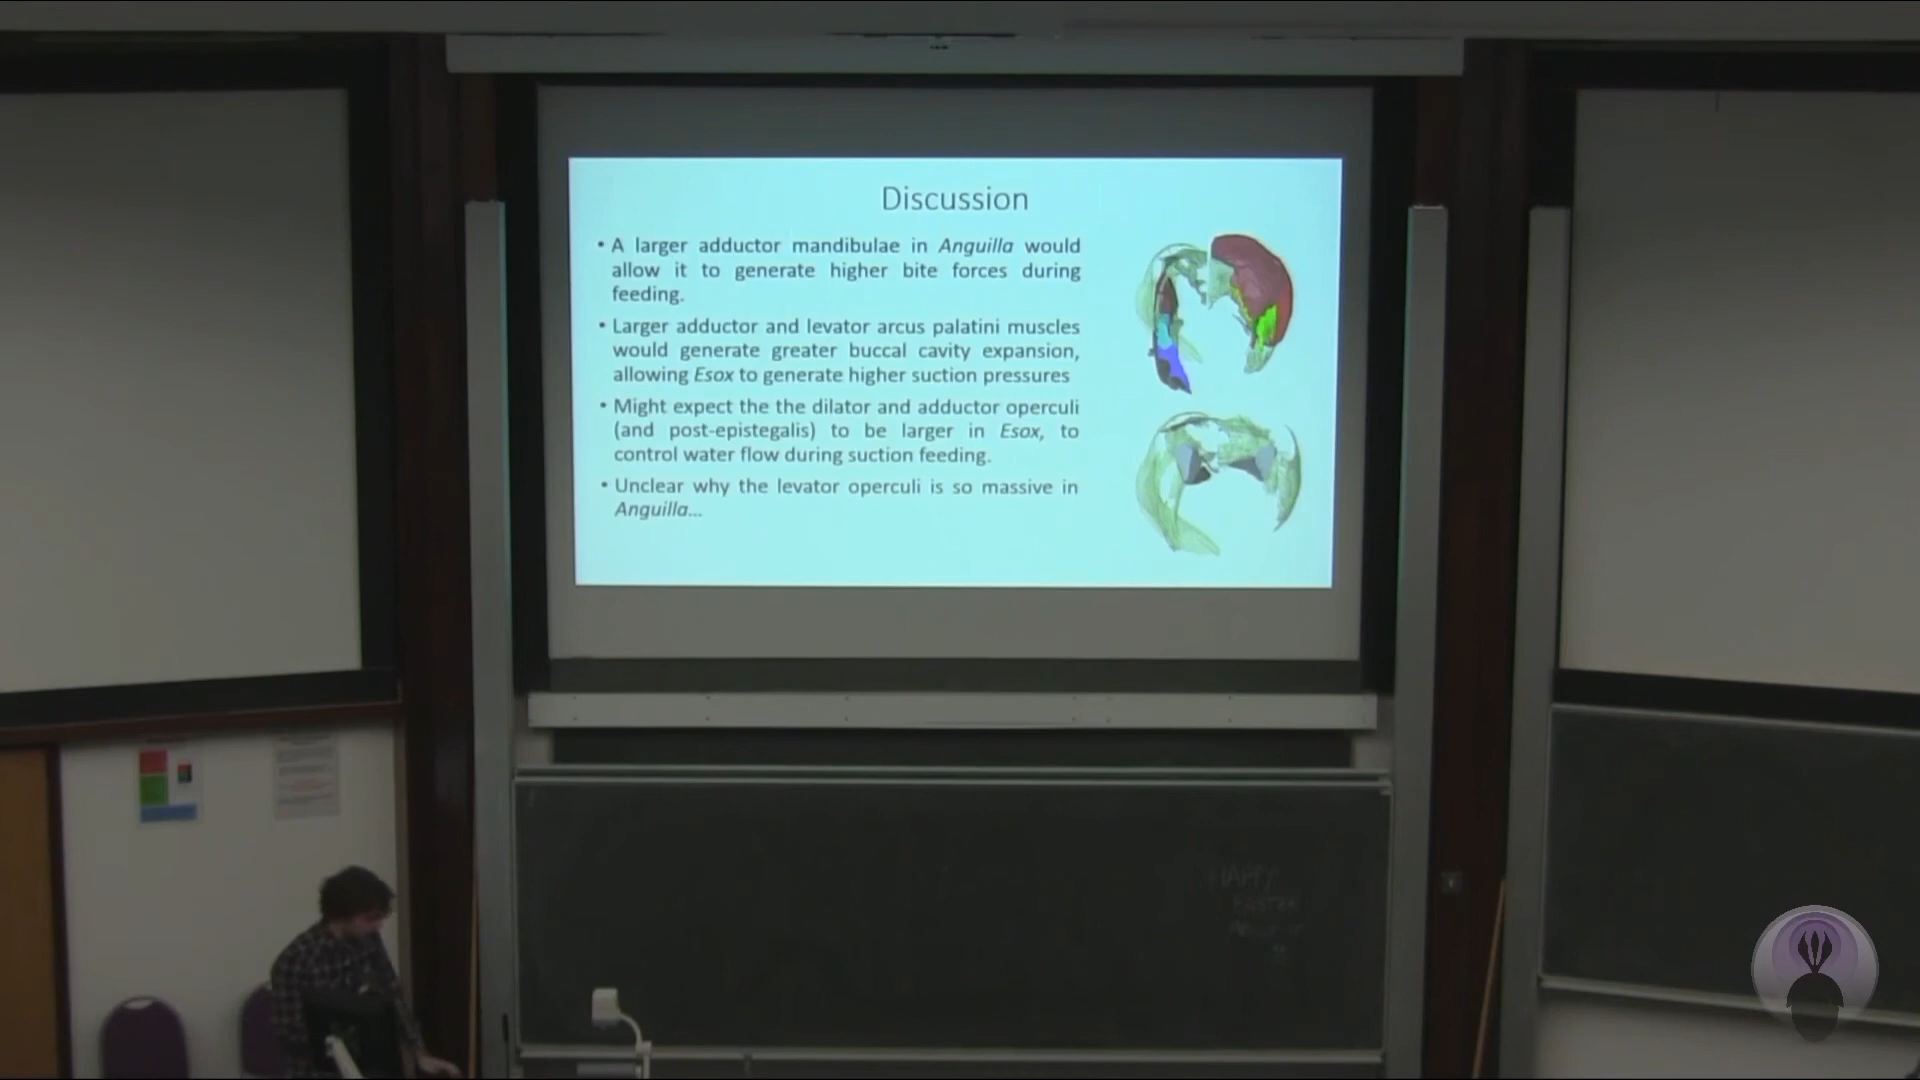 Discussion
• A larger adductor mandibulae in Anguilla would
allow it to generate higher bite forces during
feeding.
• Larger adductor and levator arcus palatini muscles
would generate greater buccal cavity expansion,
allowing Esox to generate higher suction pressures
• Might expect the the dilator and adductor operculi
(and post-epistegalis) to be larger in Esox, to
control water flow during suction feeding.
• Unclear why the levator operculi is so massive in
Anguilla...
HAPPY